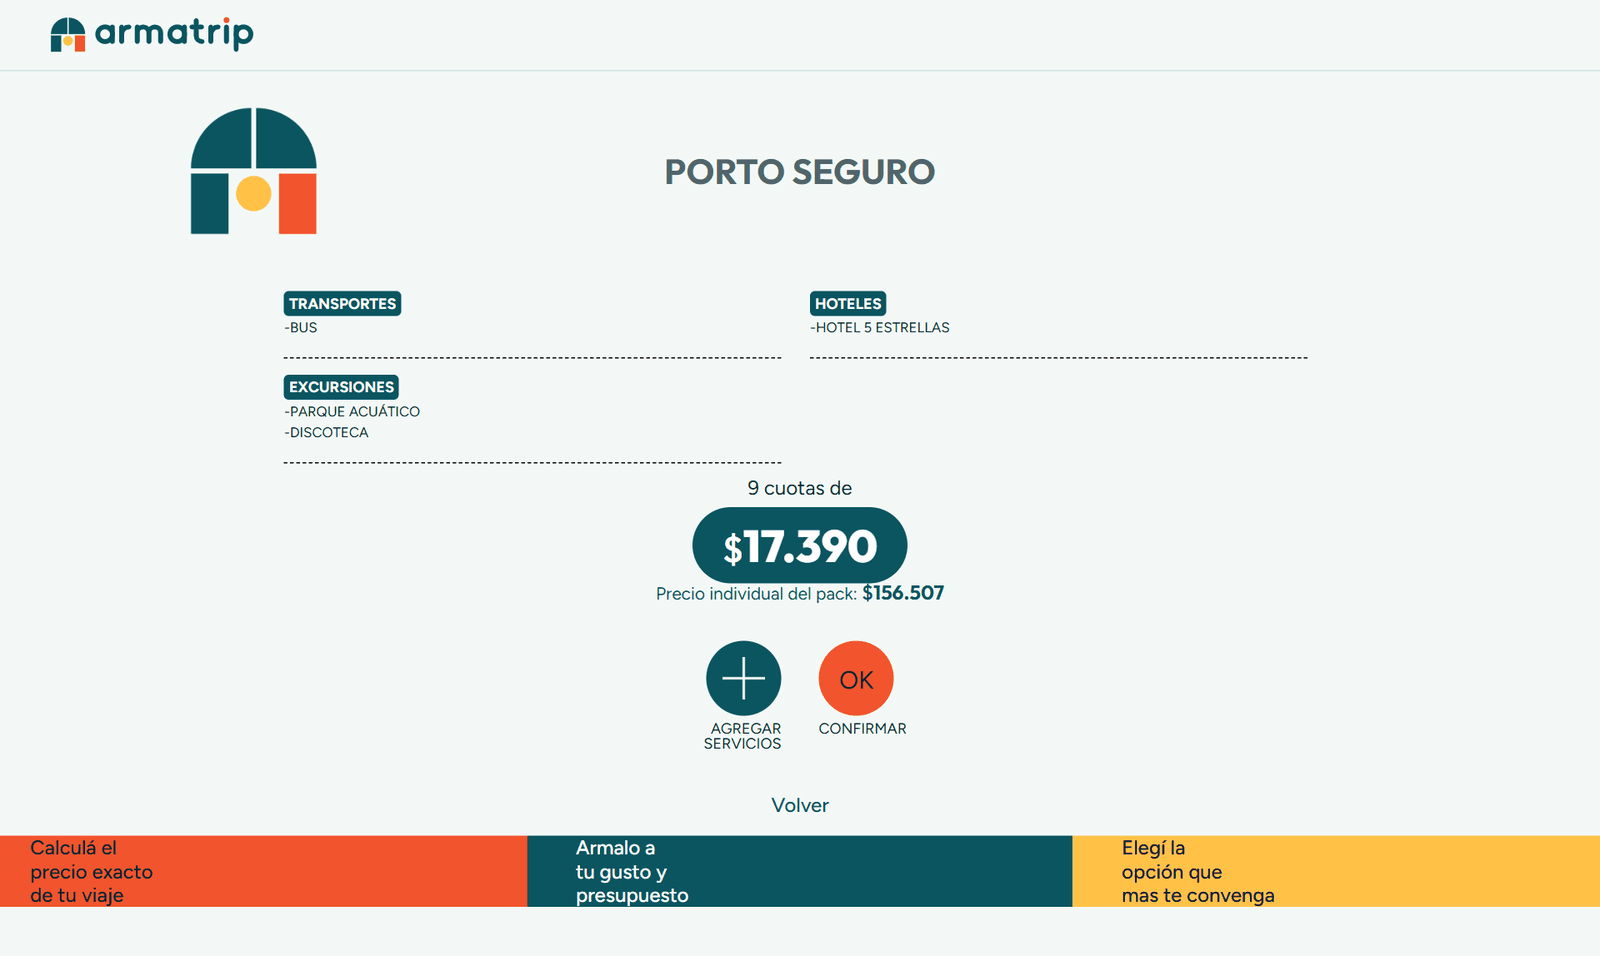 armatrip
PORTO SEGURO
TRANSPORTES
-BUS
HOTELES
-HOTEL 5 ESTRELLAS
EXCURSIONES
-PARQUE ACUÁTICO
-DISCOTECA
9 cuotas de
$17.390
Precio individual del pack: $156.507
AGREGAR
SERVICIOS
OK
CONFIRMAR
Volver
Calculá el
precio exacto
de tu viaje
Armalo a
tu gusto y
presupuesto
Elegí la
opción que
mas te convenga